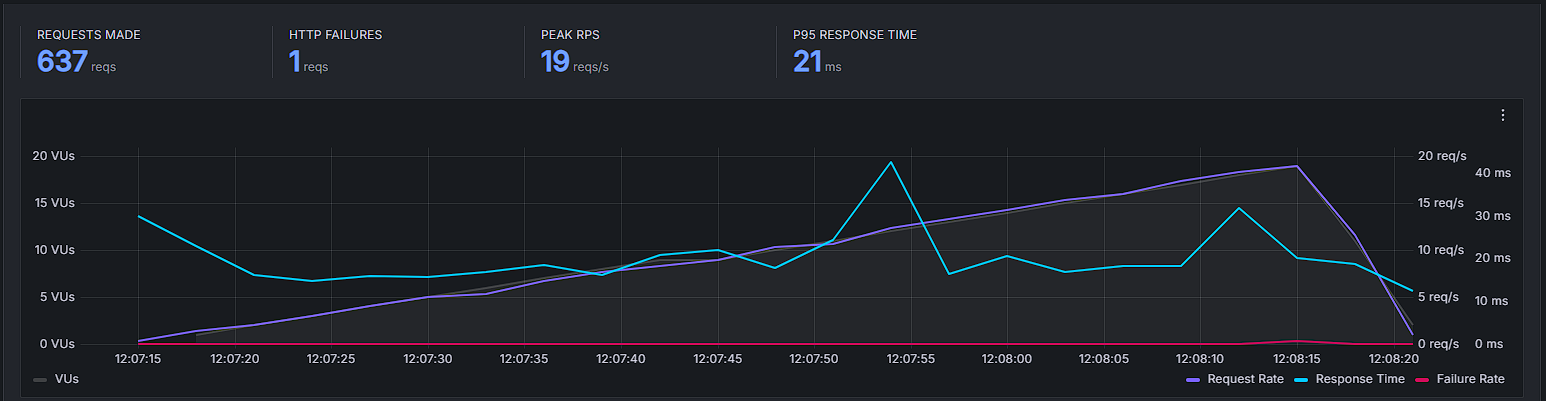 REQUESTS MADE HTTP FAILURES PEAK RPS P95 RESPONSE TIME
637 reqs 1 reqs 19 reqs/s 21 ms
20 VUs 20 req/s
40 ms
15 VUs 15 req/s
30 ms
10 VUs 10 req/s
20 ms
5 VUs 5 req/s
10 ms
0 VUs 0 req/s 0 ms
12:07:15 12:07:20 12:07:25 12:07:30 12:07:35 12:07:40 12:07:45 12:07:50 12:07:55 12:08:00 12:08:05 12:08:10 12:08:15 12:08:20
VUs Request Rate Response Time Failure Rate